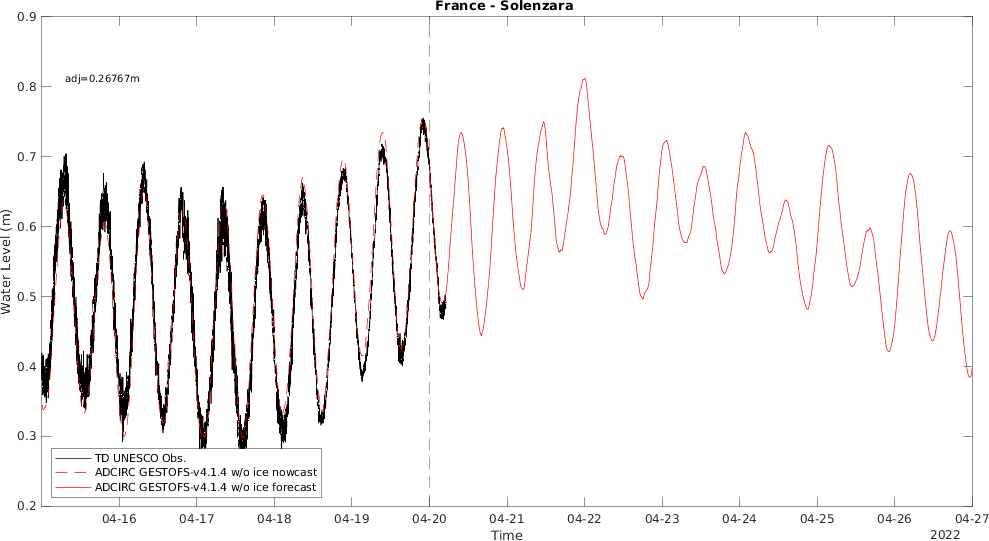 France - Solenzara
0.9
0.8
0.7
0.6
0.5
0.4
0.3
0.2
Water Level (m)
adj=0.26767m
TD UNESCO Obs.
ADCIRC GESTOFS-v4.1.4 w/o ice nowcast
ADCIRC GESTOFS-v4.1.4 w/o ice forecast
04-16 04-17 04-18 04-19 04-20 04-21 04-22 04-23 04-24 04-25 04-26 04-27
Time
2022